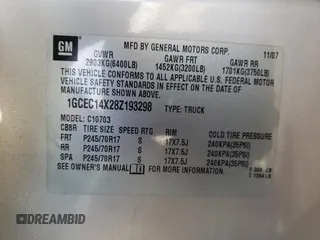 GM
MFD BY GENERAL MOTORS CORP. 11/07
GVWR GAWR FRT GAWR RR
2903KG(6400LB) 1452KG(3200LB) 1701KG(3750LB)
THIS VEHICLE CONFORMS TO ALL APPLICABLE U.S. FEDERAL MOTOR
VEHICLE SAFETY STANDARDS IN EFFECT ON THE DATE OF
MANUFACTURE SHOWN ABOVE.
1GCEC14X28Z193298 TYPE: TRUCK
MODEL: C10703
CB8R TIRE SIZE SPEED RTG RIM COLD TIRE PRESSURE
FRT P245/70R17 S 17X7.5J 240KPA(35PSI)
RR P245/70R17 S 17X7.5J 240KPA(35PSI)
SPA P245/70R17 S 17X7.5J 240KPA(35PSI)
SEE OWNER'S MANUAL FOR MORE INFORMATION.
AUTOBIDMASTER